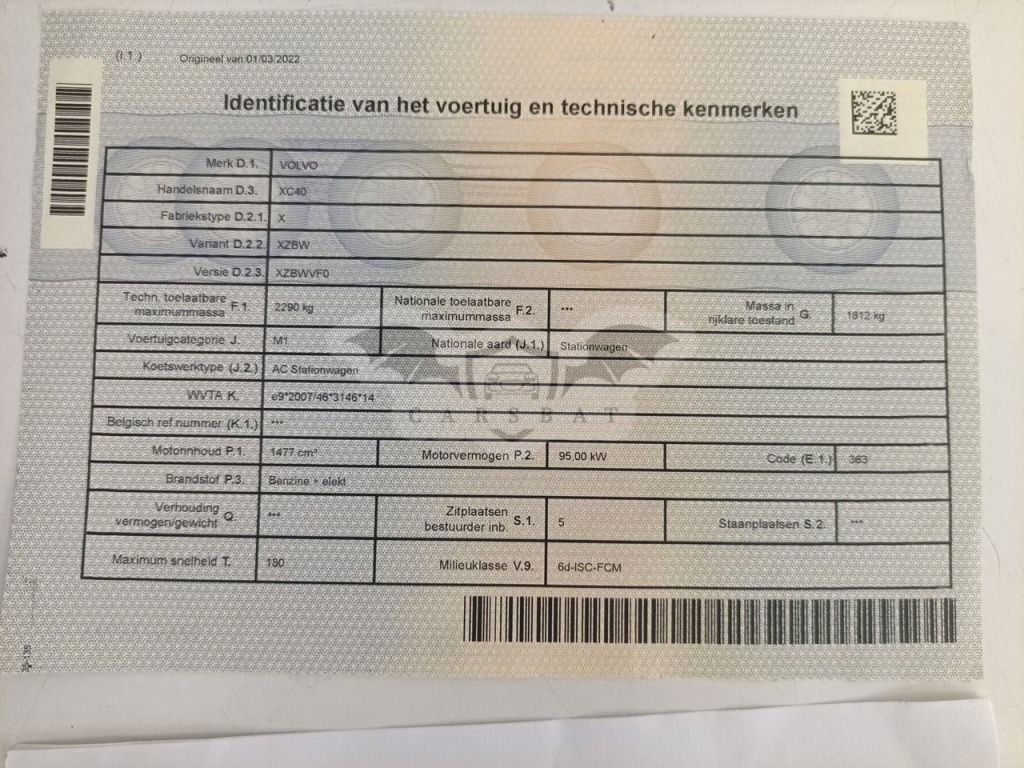 (I.1.) Origineel van 01/03/2022
Identificatie van het voertuig en technische kenmerken
Merk D.1. VOLVO
Handelsnaam D.3. XC40
Fabriekstype D.2.1. X
Variant D.2.2. XZBW
Versie D.2.3. XZBWVF0
Techn. toelaatbare maximummassa F.1. 2290 kg Nationale toelaatbare maximummassa F.2. *** Massa in rijklare toestand G. 1812 kg
Voertuigcategorie J. M1 Nationale aard (J.1.) Stationwagen
Koetswerktype (J.2.) AC Stationwagen
WVTA K. e9*2007/46*3146*14
CARSBAT
Belgisch ref.nummer (K.1.) ***
Motorinhoud P.1. 1477 cm³ Motorvermogen P.2. 95,00 kW Code (E.1.) 363
Brandstof P.3. Benzine + elekt
Verhouding vermogen/gewicht Q. *** Zitplaatsen bestuurder inb. S.1. 5 Staanplaatsen S.2. ***
Maximum snelheid T. 180 Milieuklasse V.9. 6d-ISC-FCM